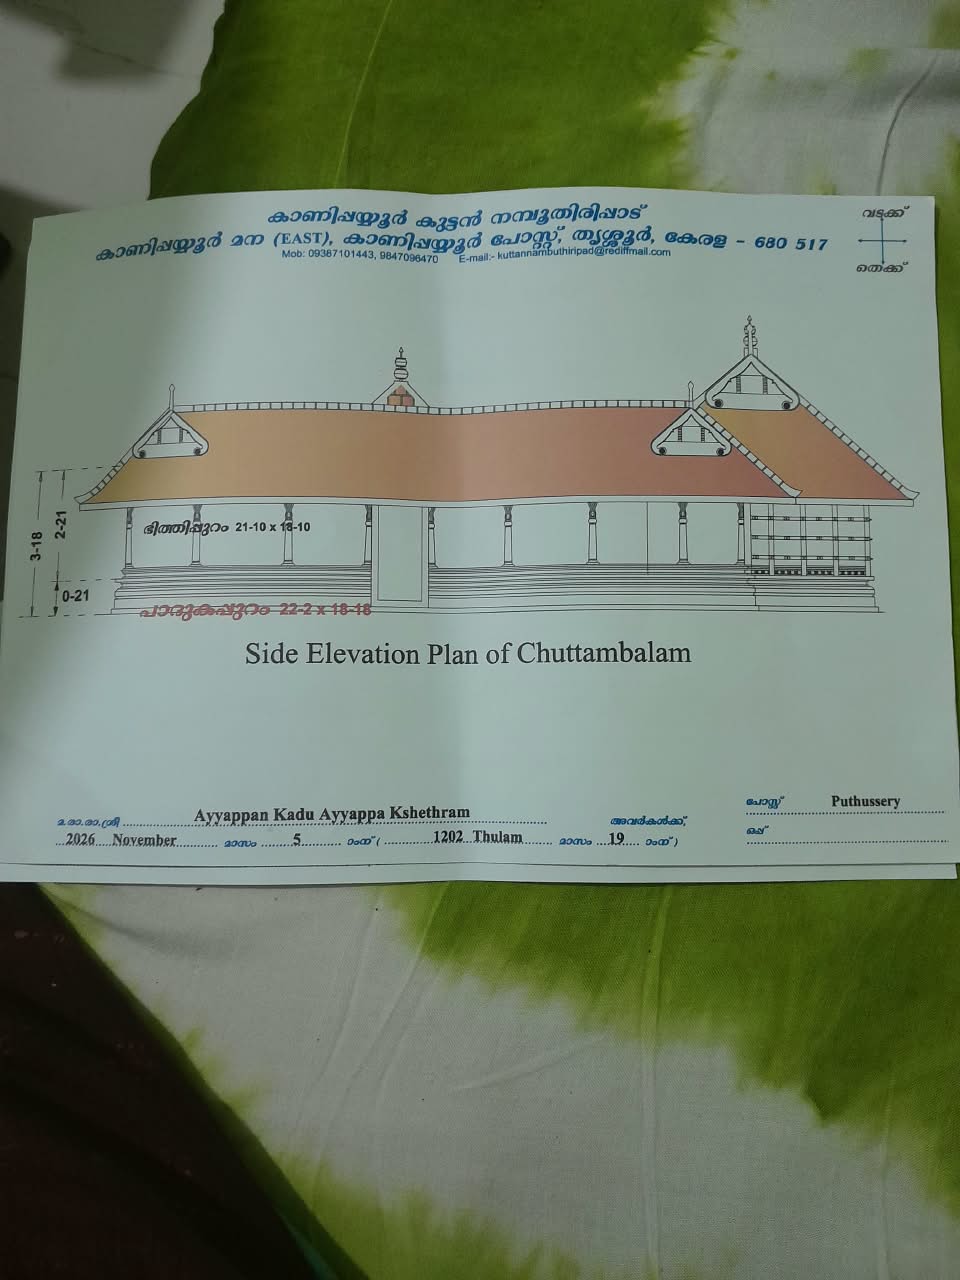 കാണിപ്പയ്യൂർ കുട്ടൻ നമ്പൂതിരിപ്പാട്
കാണിപ്പയ്യൂർ മന (EAST), കാണിപ്പയ്യൂർ പോസ്റ്റ്, തൃശ്ശൂർ, കേരള - 680 517
Mob: 09387101443, 9847096470 E-mail:- kuttannambuthiripad@rediffmail.com
വടക്ക്
തെക്ക്
3-18
2-21
0-21
ഭിത്തിപ്പുറം 21-10 x 18-10
പാദുകപ്പുറം 22-2 x 18-18
Side Elevation Plan of Chuttambalam
മ.രാ.രാ.ശ്രീ Ayyappan Kadu Ayyappa Kshethram അവർകൾക്ക്,
2026 November മാസം 5 ാംന് ( 1202 Thulam മാസം 19 ാംന് )
പോസ്റ്റ് Puthussery
ഒപ്പ്